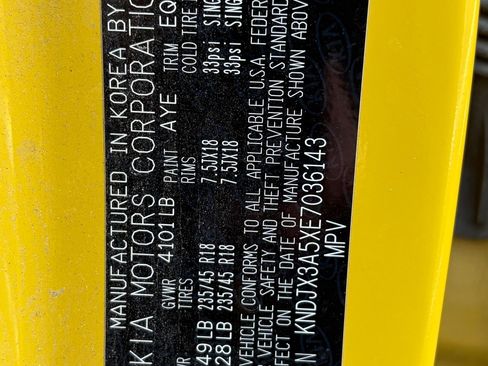 MANUFACTURED IN KOREA BY
KIA MOTORS CORPORATION
GVWR 4101LB PAINT AYE TRIM EQ
TIRES RIMS COLD TIRE
49LB 235/45 R18 7.5JX18 33psi SING
28LB 235/45 R18 7.5JX18 33psi SING
VEHICLE CONFORMS TO ALL APPLICABLE U.S.A. FEDER
VEHICLE SAFETY AND THEFT PREVENTION STANDARD
EFFECT ON THE DATE OF MANUFACTURE SHOWN ABOV
N KNDJX3A5XE7036143
MPV